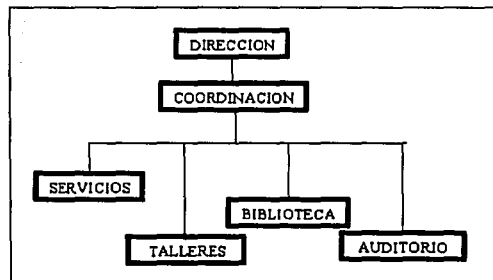 DIRECCION
COORDINACION
SERVICIOS
BIBLIOTECA
TALLERES
AUDITORIO